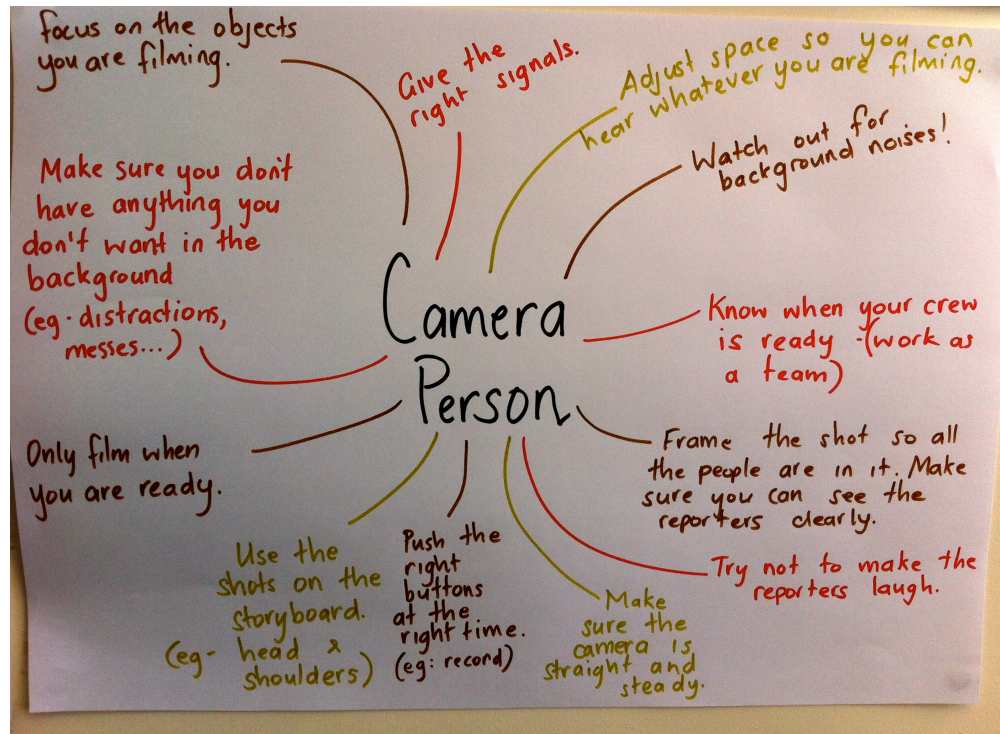 focus on the objects
you are filming.
Give the
right signals.
Adjust space so you can
hear whatever you are filming.
Watch out for
background noises!
Make sure you don't
have anything you
don't want in the
background
(eg. distractions,
messes...)
Camera
Person
Know when your crew
is ready -(work as
a team)
Only film when
you are ready.
Frame the shot so all
the people are in it. Make
sure you can see the
reporters clearly.
Use the
shots on the
storyboard.
(eg- head &
shoulders)
Push the
right
buttons
at the
right time.
(eg: record)
Make
sure the
camera is
straight and
steady.
Try not to make the
reporters laugh.